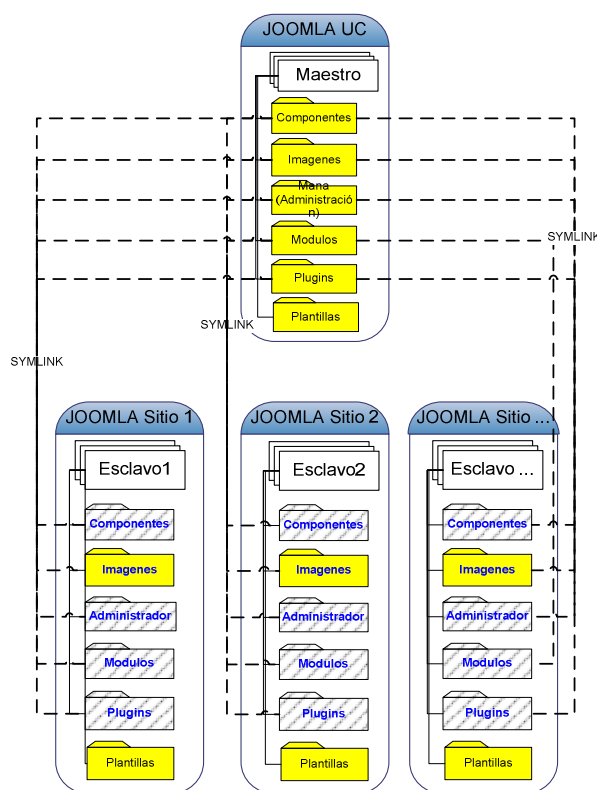 JOOMLA UC
Maestro
Componentes
Imagenes
Mana
(Administració
n)
Modulos
Plugins
Plantillas
SYMLINK
SYMLINK
SYMLINK
JOOMLA Sitio 1
Esclavo1
Componentes
Imagenes
Administrador
Modulos
Plugins
Plantillas
JOOMLA Sitio 2
Esclavo2
Componentes
Imagenes
Administrador
Modulos
Plugins
Plantillas
JOOMLA Sitio ...
Esclavo ...
Componentes
Imagenes
Administrador
Modulos
Plugins
Plantillas